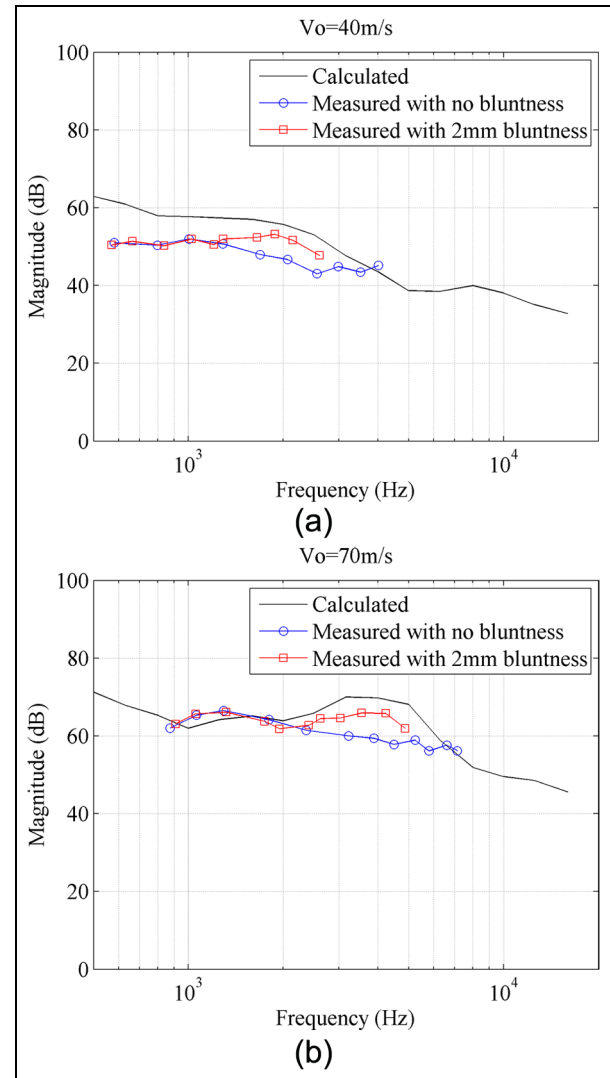 Vo=40m/s
100
80
60
40
20
0
Magnitude (dB)
Calculated
Measured with no bluntness
Measured with 2mm bluntness
10³
10⁴
Frequency (Hz)
(a)
Vo=70m/s
100
80
60
40
20
0
Magnitude (dB)
Calculated
Measured with no bluntness
Measured with 2mm bluntness
10³
10⁴
Frequency (Hz)
(b)